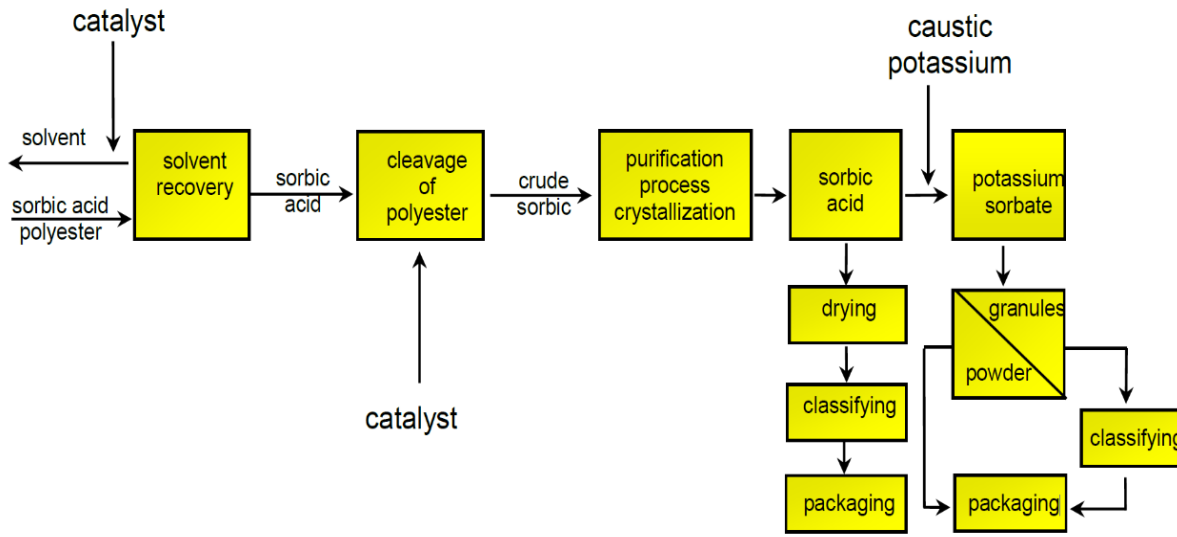 catalyst
caustic
potassium
solvent
solvent
recovery
sorbic acid
polyester
sorbic
acid
cleavage
of
polyester
crude
sorbic
purification
process
crystallization
sorbic
acid
potassium
sorbate
drying
granules
powder
classifying
classifying
catalyst
packaging
packaging